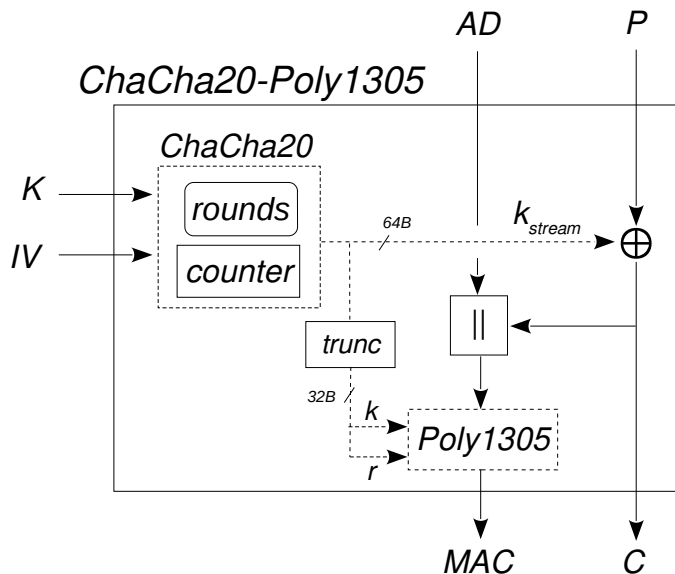 AD
P
ChaCha20-Poly1305
ChaCha20
K
rounds
64B
k stream
IV
counter
||
trunc
32B
k
Poly1305
r
MAC
C